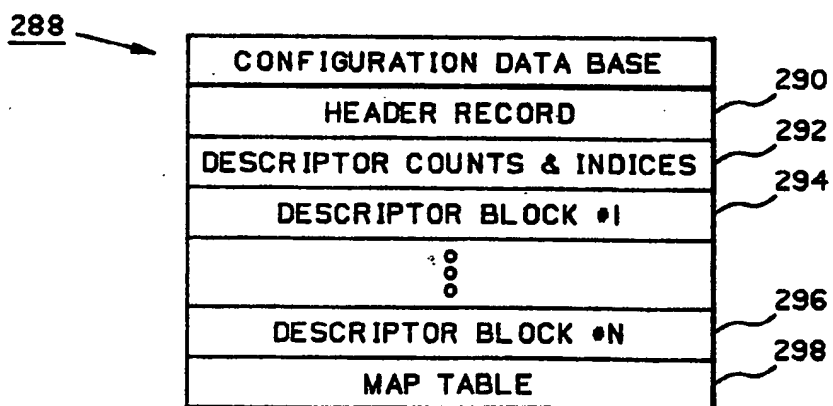 288
CONFIGURATION DATA BASE
290
HEADER RECORD
292
DESCRIPTOR COUNTS & INDICES
294
DESCRIPTOR BLOCK #1
DESCRIPTOR BLOCK #N
296
MAP TABLE
298